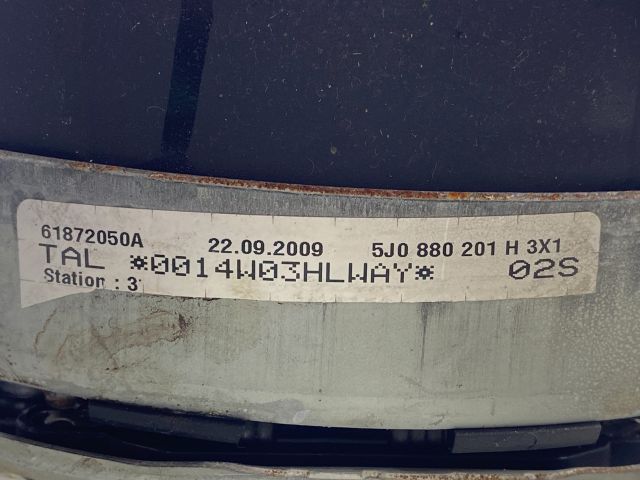 61872050A 22.09.2009 5J0 880 201 H 3X1
TAL *0014W03HLWAY* 02S
Station : 3